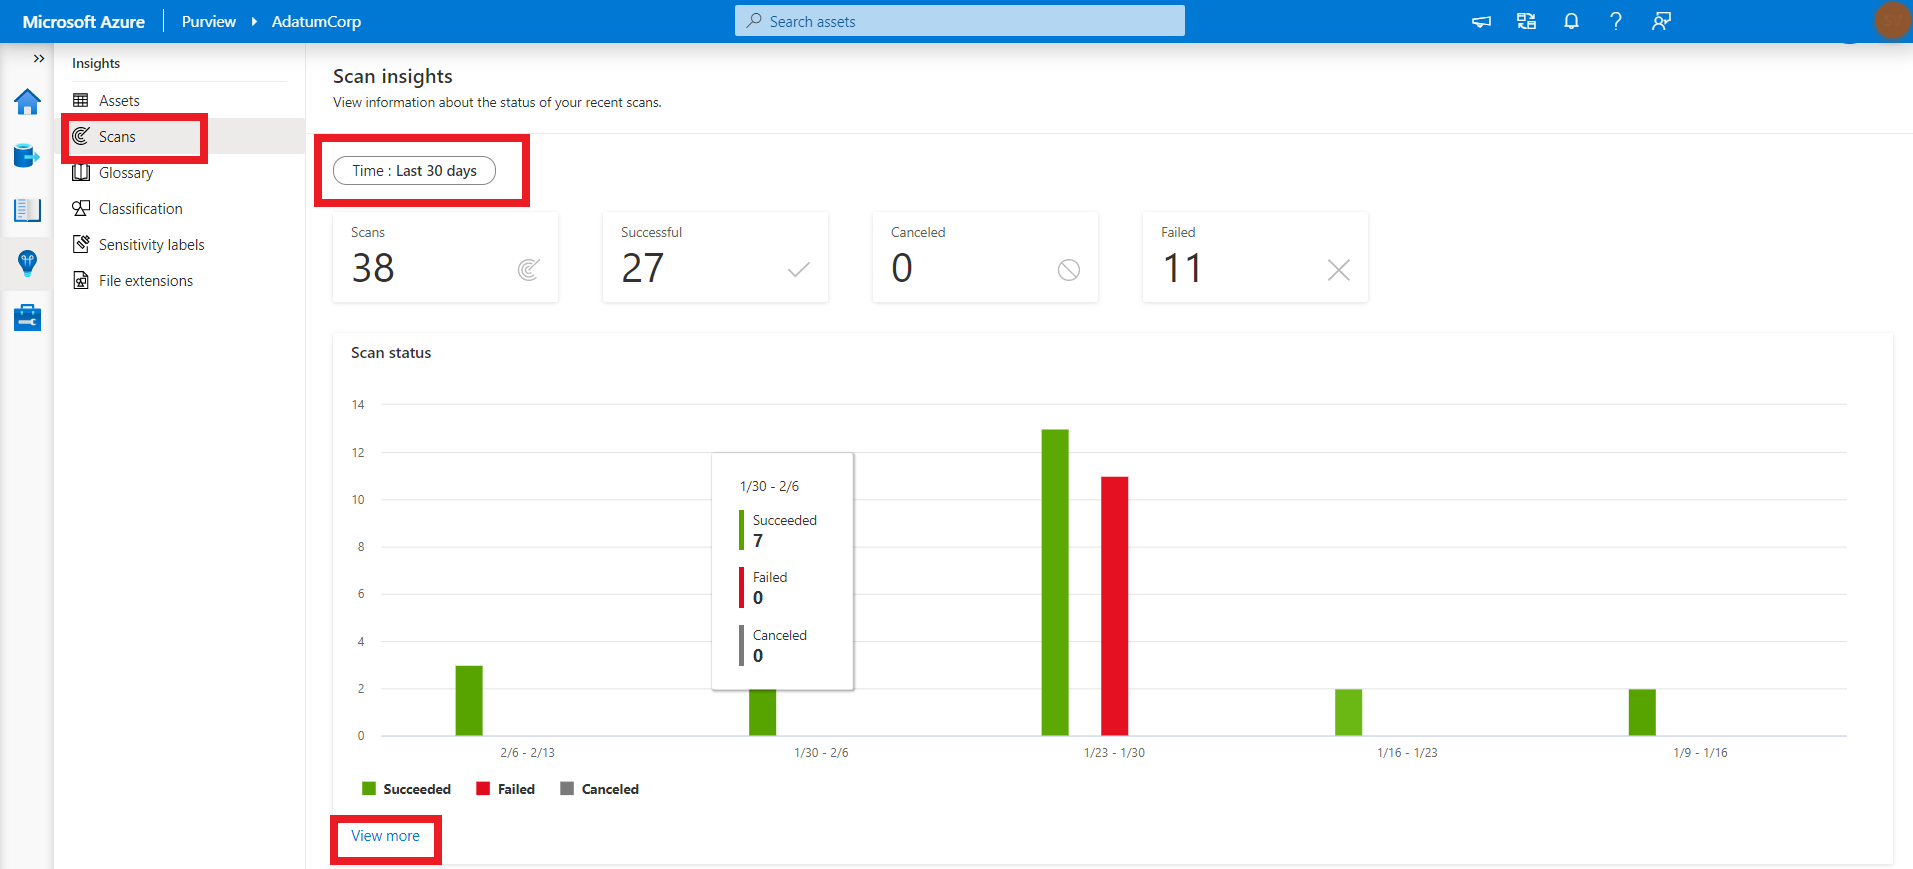 Microsoft Azure Purview AdatumCorp Search assets
Insights
Assets
Scans
Glossary
Classification
Sensitivity labels
File extensions
Scan insights
View information about the status of your recent scans.
Time : Last 30 days
Scans
38
Successful
27
Canceled
0
Failed
11
Scan status
14
12
10
8
6
4
2
0
1/30 - 2/6
Succeeded
7
Failed
0
Canceled
0
2/6 - 2/13 1/30 - 2/6 1/23 - 1/30 1/16 - 1/23 1/9 - 1/16
Succeeded Failed Canceled
View more